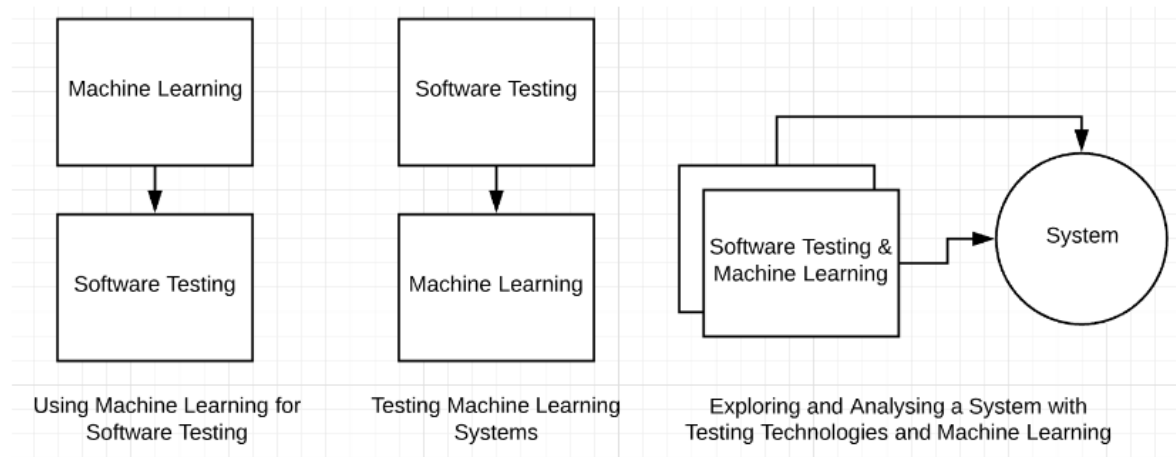 Machine Learning
Software Testing
Using Machine Learning for
Software Testing
Software Testing
Machine Learning
Testing Machine Learning
Systems
Software Testing &
Machine Learning
System
Exploring and Analysing a System with
Testing Technologies and Machine Learning